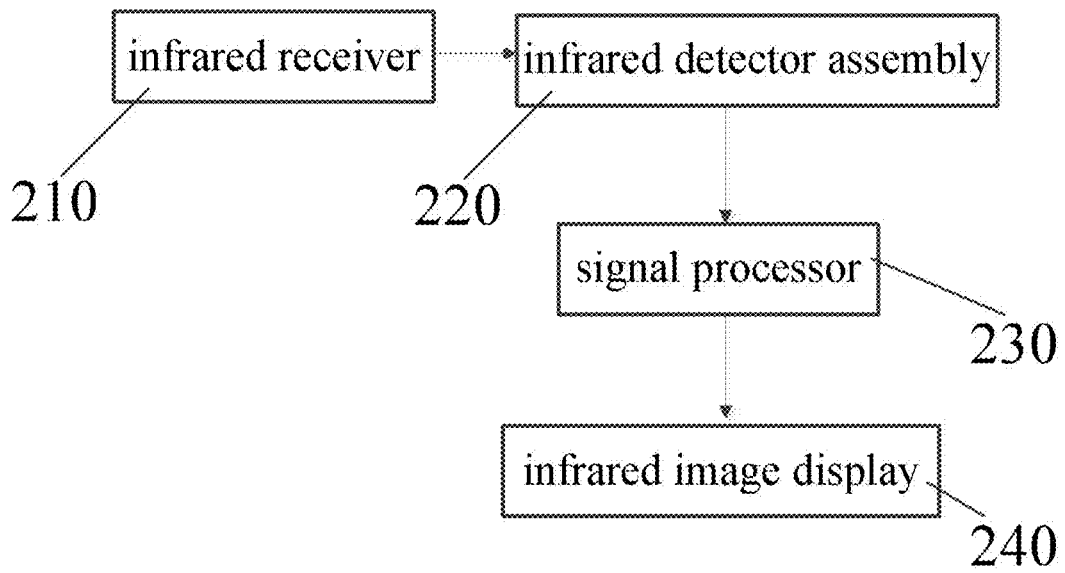 infrared receiver
infrared detector assembly
210
220
signal processor
230
infrared image display
240